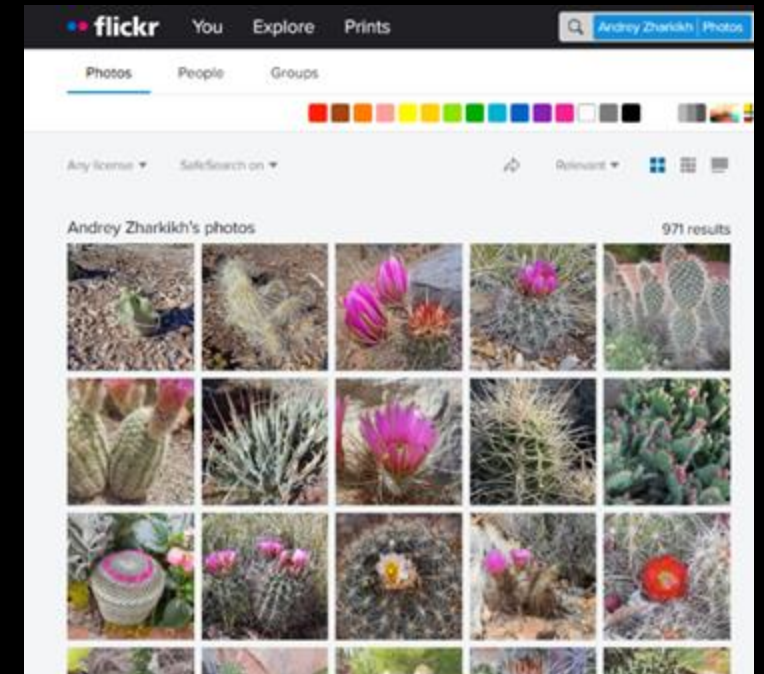 flickr You Explore Prints Andrey Zharkikh Photos
Photos People Groups
Any license SafeSearch on Relevant
Andrey Zharkikh's photos 971 results